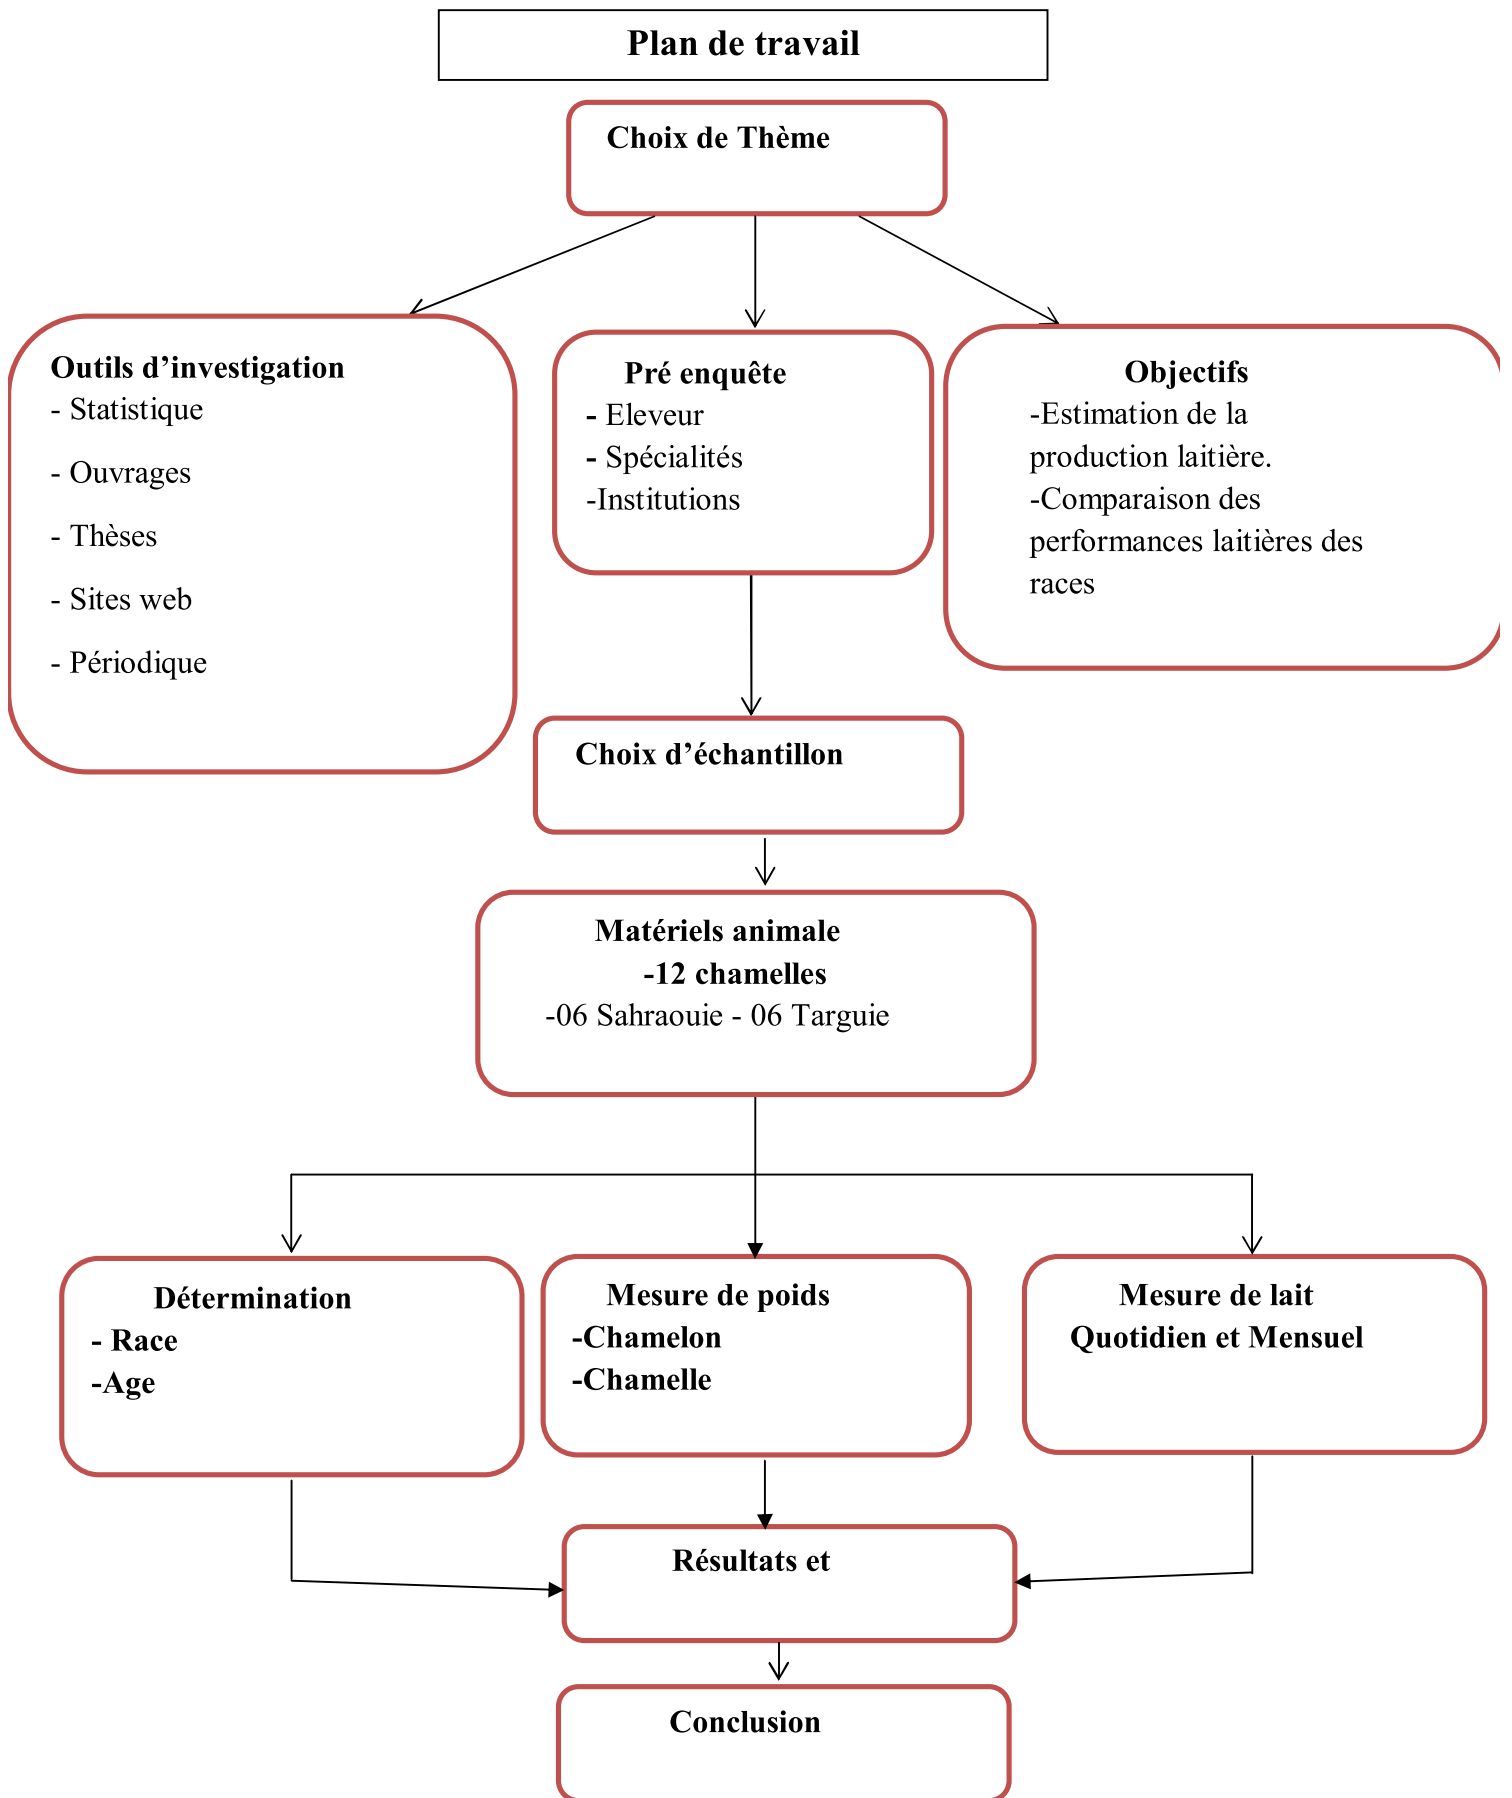 Plan de travail
Choix de Thème
Outils d’investigation
- Statistique
- Ouvrages
- Thèses
- Sites web
- Périodique
Pré enquête
- Eleveur
- Spécialités
-Institutions
Objectifs
-Estimation de la
production laitière.
-Comparaison des
performances laitières des
races
Choix d’échantillon
Matériels animale
-12 chamelles
-06 Sahraouie - 06 Targuie
Détermination
- Race
-Age
Mesure de poids
-Chamelon
-Chamelle
Mesure de lait
Quotidien et Mensuel
Résultats et
Conclusion